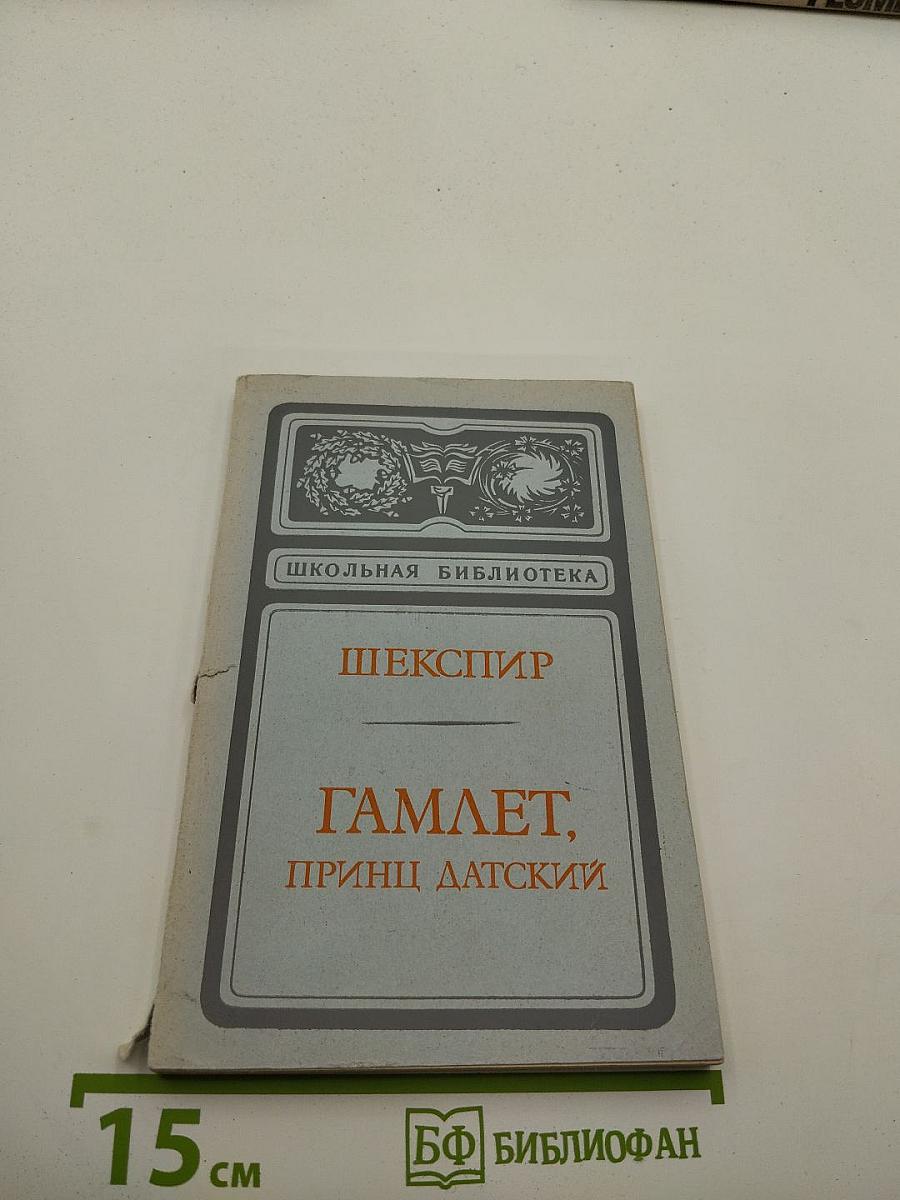 ШКОЛЬНАЯ БИБЛИОТЕКА
ШЕКСПИР
ГАМЛЕТ,
ПРИНЦ ДАТСКИЙ
15 см
БФ БИБЛИОФАН